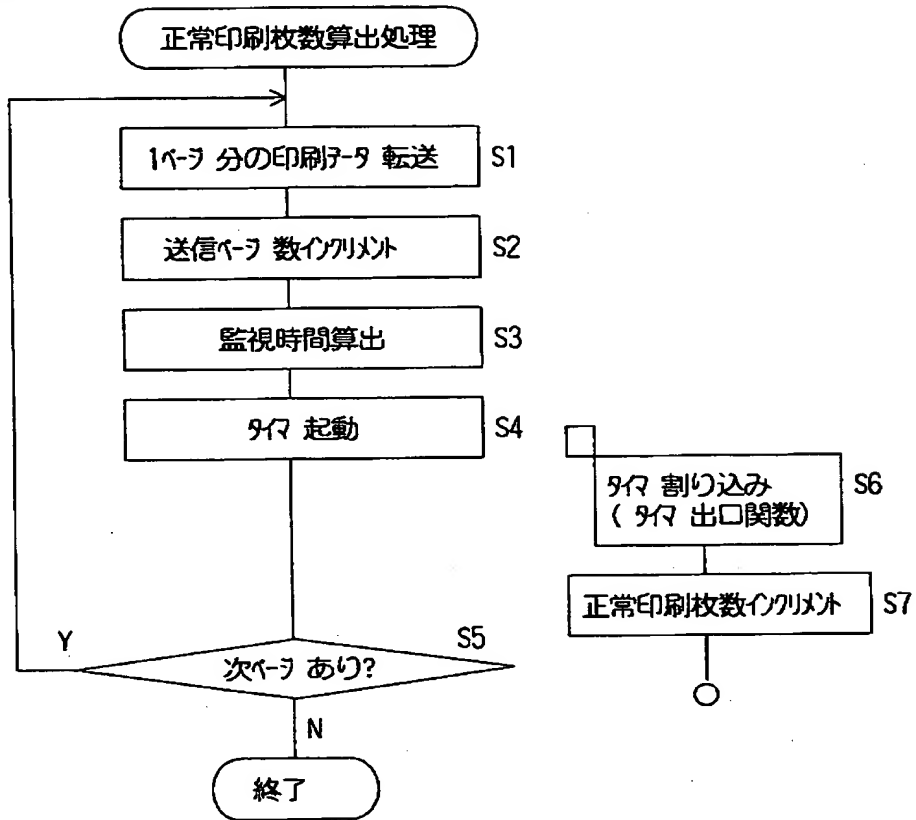 正常印刷枚数算出処理
1ページ 分の印刷データ 転送 S1
送信ページ 数インクリメント S2
監視時間算出 S3
タイマ 起動 S4
タイマ 割り込み S6
( タイマ 出口関数)
正常印刷枚数インクリメント S7
Y
S5
次ページ あり?
N
終了